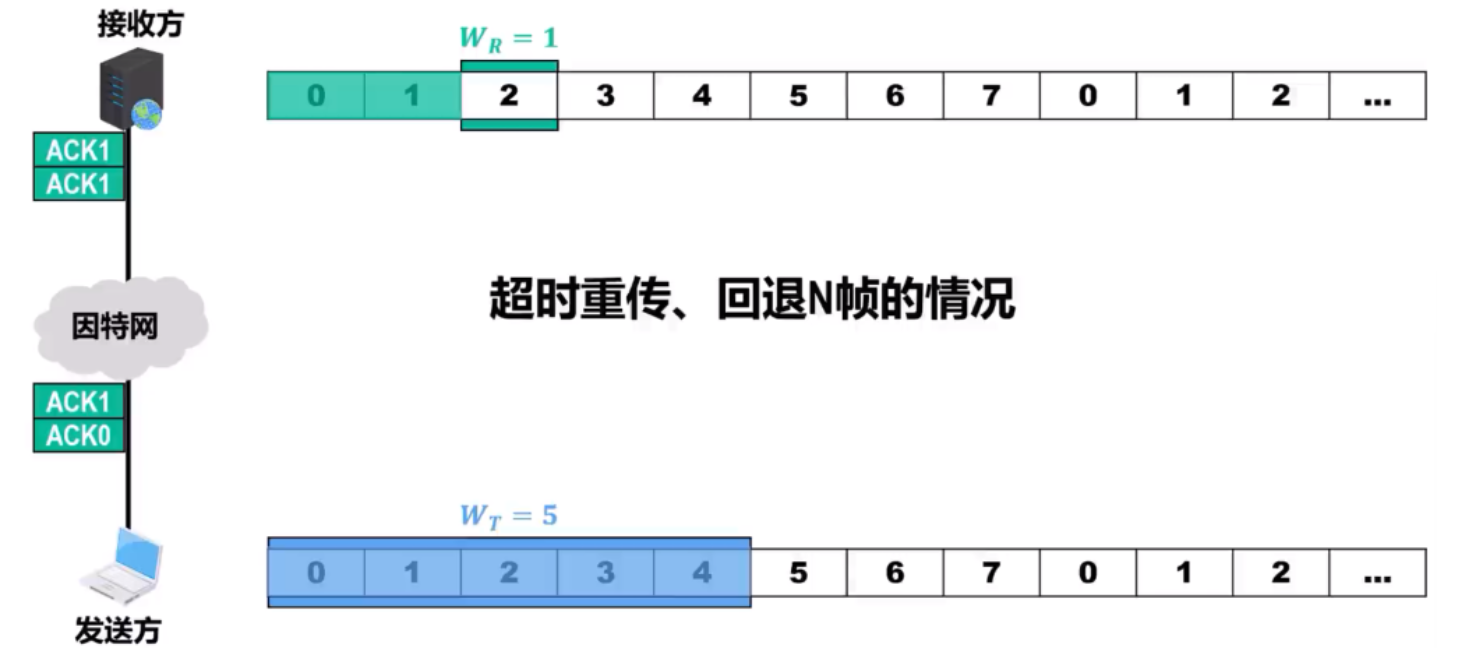 接收方
W_R = 1
0 1 2 3 4 5 6 7 0 1 2 ...
ACK1
ACK1
超时重传、回退N帧的情况
因特网
ACK1
ACK0
W_T = 5
0 1 2 3 4 5 6 7 0 1 2 ...
发送方